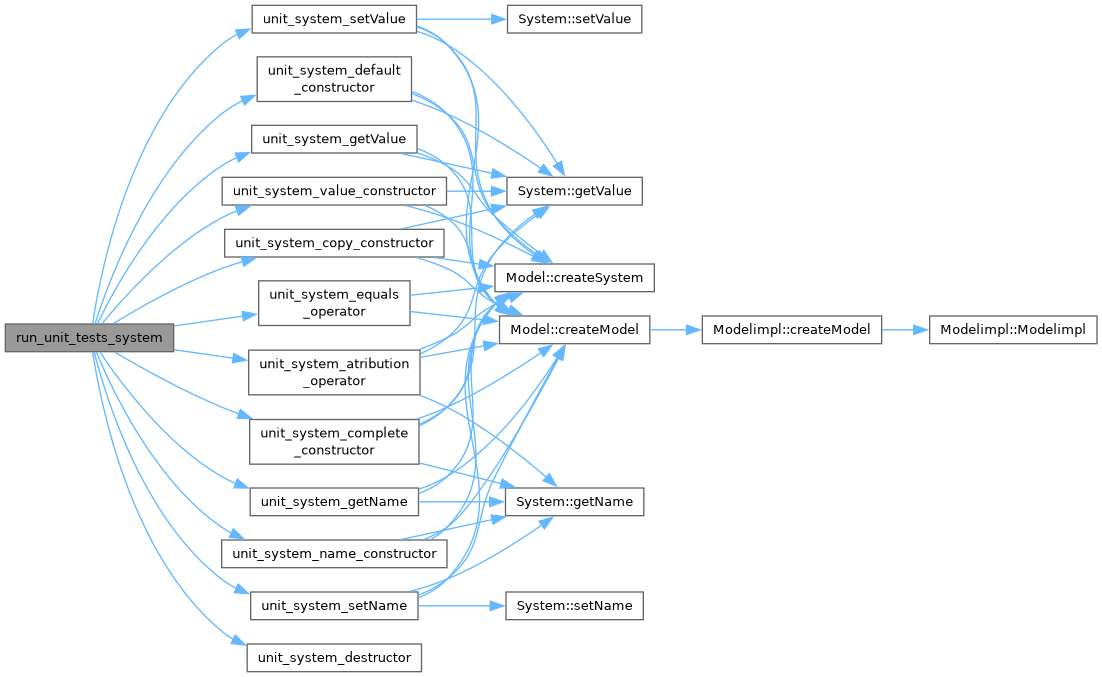 run_unit_tests_system
unit_system_setValue
unit_system_default
_constructor
unit_system_getValue
unit_system_value_constructor
unit_system_copy_constructor
unit_system_equals
_operator
unit_system_atribution
_operator
unit_system_complete
_constructor
unit_system_getName
unit_system_name_constructor
unit_system_setName
unit_system_destructor
System::setValue
System::getValue
Model::createSystem
Model::createModel
System::getName
System::setName
Modelimpl::createModel
Modelimpl::Modelimpl